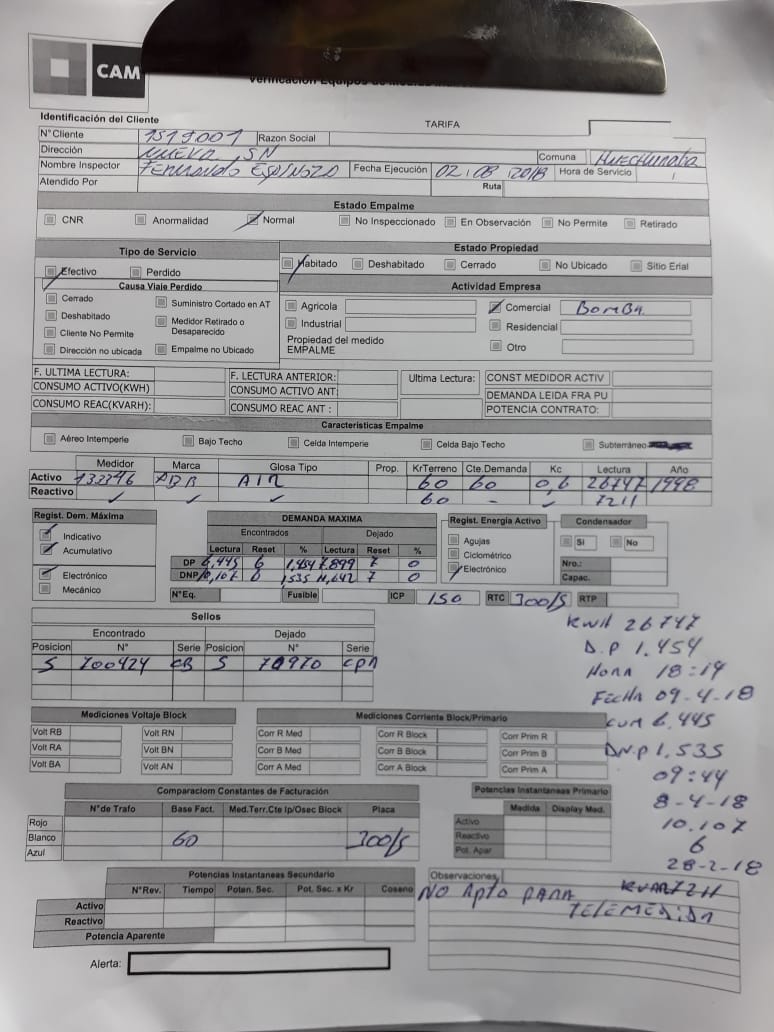 CAM
Verificación Equipos de Medida
Identificación del Cliente TARIFA
N°Cliente 1519001 Razon Social
Dirección NUEVA SN Comuna Huechuraba
Nombre Inspector Fernando Espinoza Fecha Ejecución 02.08.2018 Hora de Servicio /
Atendido Por Ruta
Estado Empalme
CNR Anormalidad Normal No Inspeccionado En Observación No Permite Retirado
Tipo de Servicio Estado Propiedad
Efectivo Perdido Habitado Deshabitado Cerrado No Ubicado Sitio Erial
Causa Viaje Perdido Actividad Empresa
Cerrado Suministro Cortado en AT Agricola Comercial BOMBA.
Deshabitado Medidor Retirado o Desaparecido Industrial Residencial
Cliente No Permite Propiedad del medido
Dirección no ubicada Empalme no Ubicado EMPALME Otro
F. ULTIMA LECTURA: F. LECTURA ANTERIOR: Ultima Lectura: CONST MEDIDOR ACTIV
CONSUMO ACTIVO(KWH) CONSUMO ACTIVO ANT: DEMANDA LEIDA FRA PU
CONSUMO REAC(KVARH): CONSUMO REAC ANT : POTENCIA CONTRATO:
Caracteristicas Empalme
Aéreo Intemperie Bajo Techo Celda Intemperie Celda Bajo Techo Subterráneo
Medidor Marca Glosa Tipo Prop. KrTerreno Cte.Demanda Kc Lectura Año
Activo 132246 ABB A1R 60 60 0,6 26747 1998
Reactivo ✓ ✓ ✓ 60 - ✓ 7211
Regist. Dem. Máxima DEMANDA MAXIMA Regist. Energia Activo Condensador
Indicativo Encontrados Dejado Agujas Si No
Acumulativo Lectura Reset % Lectura Reset % Ciclométrico
Electrónico DP 6,445 6 1,454 7.899 7 0 Electrónico Nro.:
Mecánico DNP 10,107 6 1,535 11,642 7 0 Capac.
N°Eq. Fusible ICP 150 RTC 300/5 RTP
Sellos
Encontrado Dejado
Posicion N° Serie Posicion N° Serie
S 700424 CB S 70970 CPA
KWH 26747
D.P 1.454
HORA 18:14
FECHA 09-4-18
CUM 6,445
DN.P 1,535
09:44
8-4-18
10.107
6
28-2-18
Mediciones Voltaje Block Mediciones Corriente Block/Primario
Volt RB Volt RN Corr R Med Corr R Block Corr Prim R
Volt RA Volt BN Corr B Med Corr B Block Corr Prim B
Volt BA Volt AN Corr A Med Corr A Block Corr Prim A
Comparaciom Constantes de Facturación Potencias Instantaneas Primario
N°de Trafo Base Fact. Med.Terr.Cte Ip/Osec Block Placa Medida Display Med.
Rojo Activo
Blanco 60 300/5 Reactivo
Azul Pot. Apar
Potencias Instantaneas Secundario Observaciones
N°Rev. Tiempo Poten. Sec. Pot. Sec. x Kr Coseno NO APTO PARA
Activo TELEMEDIDA
Reactivo
Potencia Aparente
Alerta: